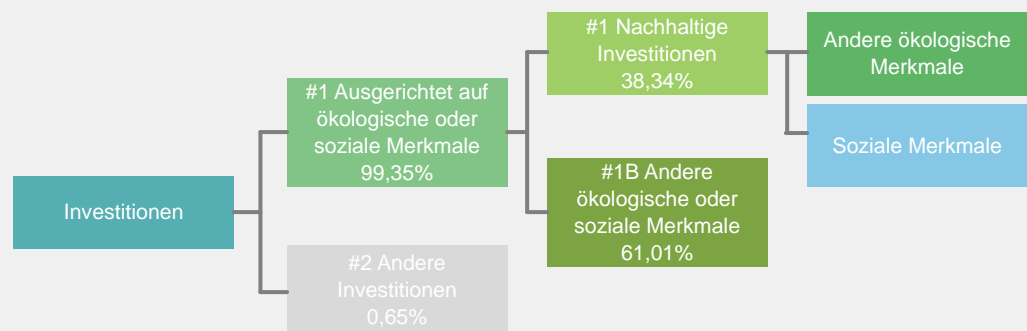 Investitionen
#1 Ausgerichtet auf
ökologische oder
soziale Merkmale
99,35%
#2 Andere
Investitionen
0,65%
#1 Nachhaltige
Investitionen
38,34%
#1B Andere
ökologische oder
soziale Merkmale
61,01%
Andere ökologische
Merkmale
Soziale Merkmale